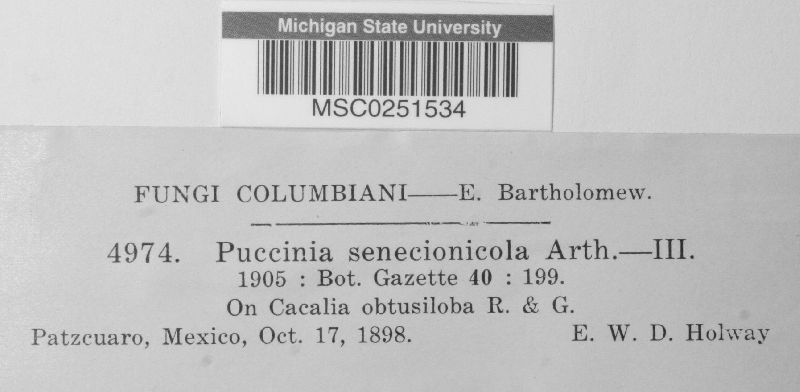 Michigan State University
MSC0251534
FUNGI COLUMBIANI——E. Bartholomew.
4974. Puccinia senecionicola Arth.—III.
1905 : Bot. Gazette 40 : 199.
On Cacalia obtusiloba R. & G.
Patzcuaro, Mexico, Oct. 17, 1898. E. W. D. Holway